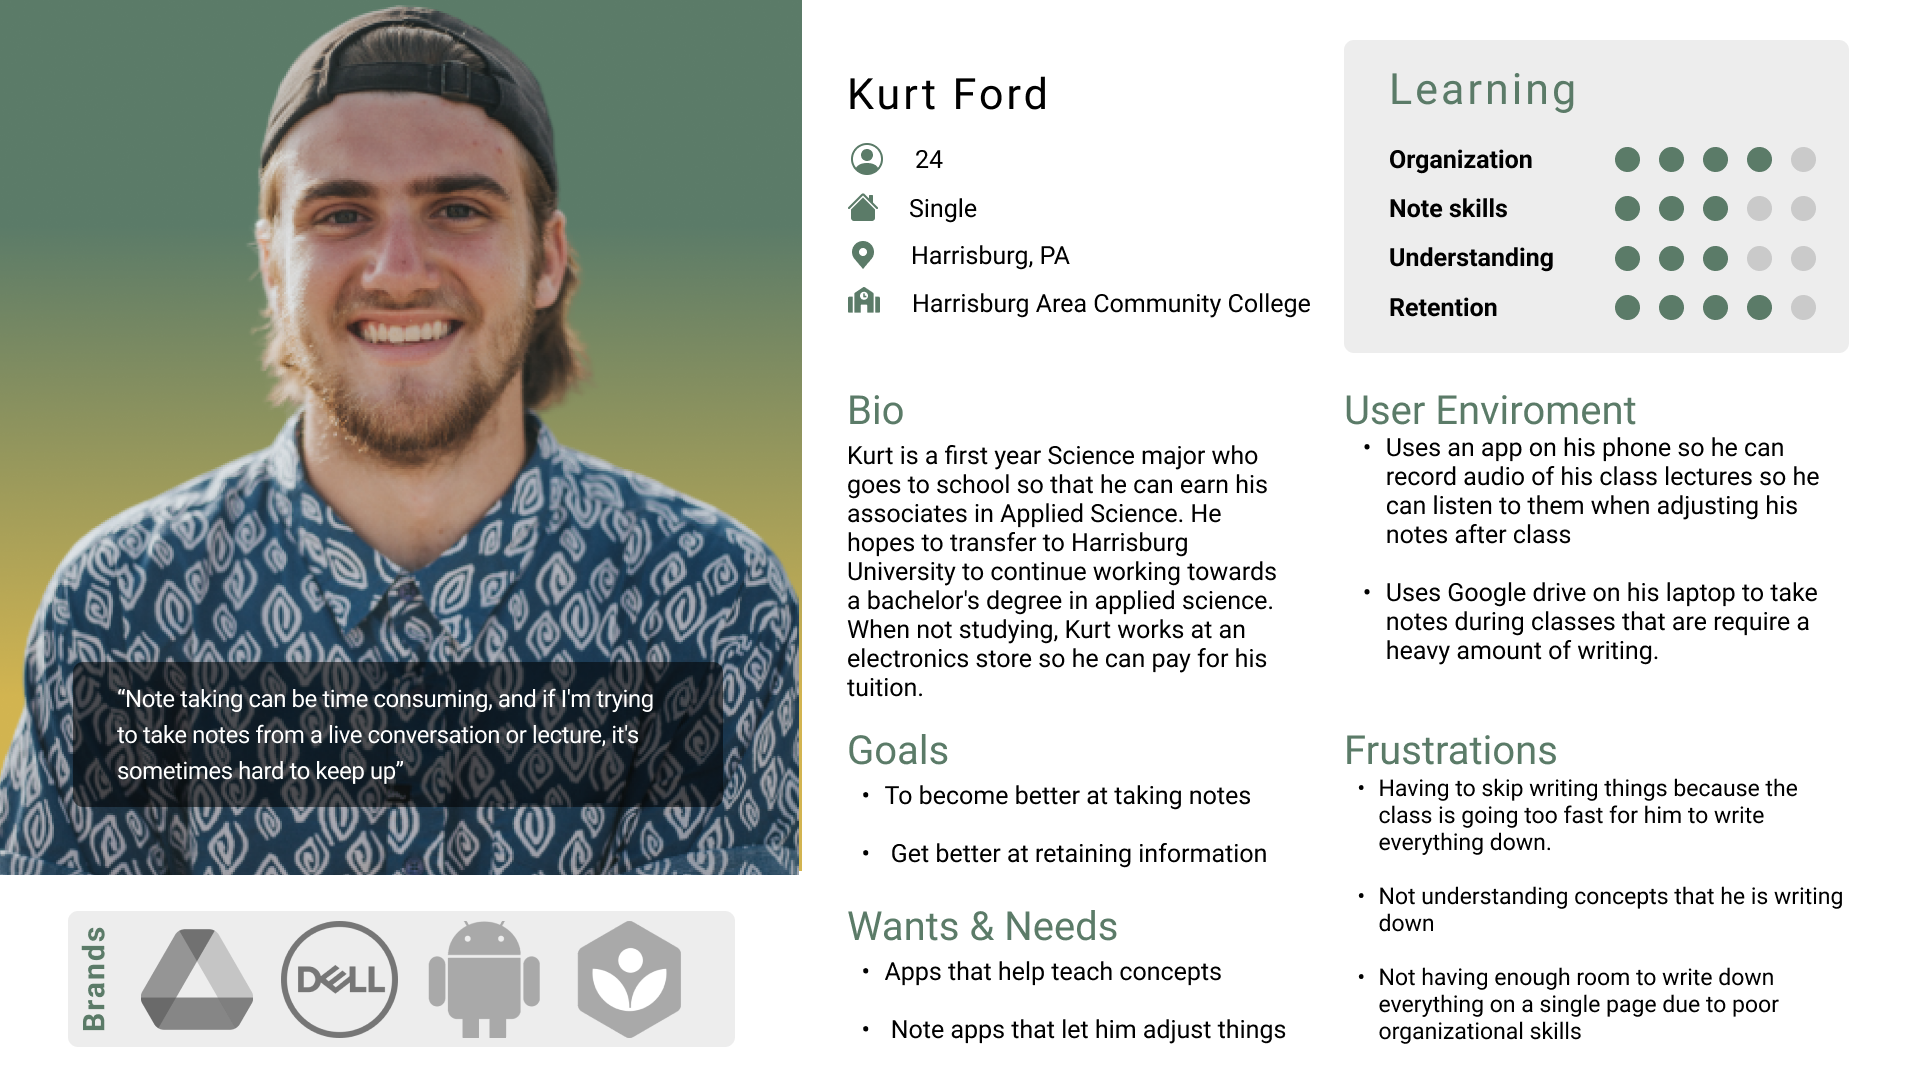 Kurt Ford
24
Single
Harrisburg, PA
Harrisburg Area Community College
Learning
Organization
Note skills
Understanding
Retention
Bio
Kurt is a first year Science major who
goes to school so that he can earn his
associates in Applied Science. He
hopes to transfer to Harrisburg
University to continue working towards
a bachelor's degree in applied science.
When not studying, Kurt works at an
electronics store so he can pay for his
tuition.
User Enviroment
• Uses an app on his phone so he can
record audio of his class lectures so he
can listen to them when adjusting his
notes after class
• Uses Google drive on his laptop to take
notes during classes that are require a
heavy amount of writing.
“Note taking can be time consuming, and if I'm trying
to take notes from a live conversation or lecture, it's
sometimes hard to keep up”
Goals
• To become better at taking notes
• Get better at retaining information
Frustrations
• Having to skip writing things because the
class is going too fast for him to write
everything down.
• Not understanding concepts that he is writing
down
• Not having enough room to write down
everything on a single page due to poor
organizational skills
Wants & Needs
• Apps that help teach concepts
• Note apps that let him adjust things
Brands
DELL